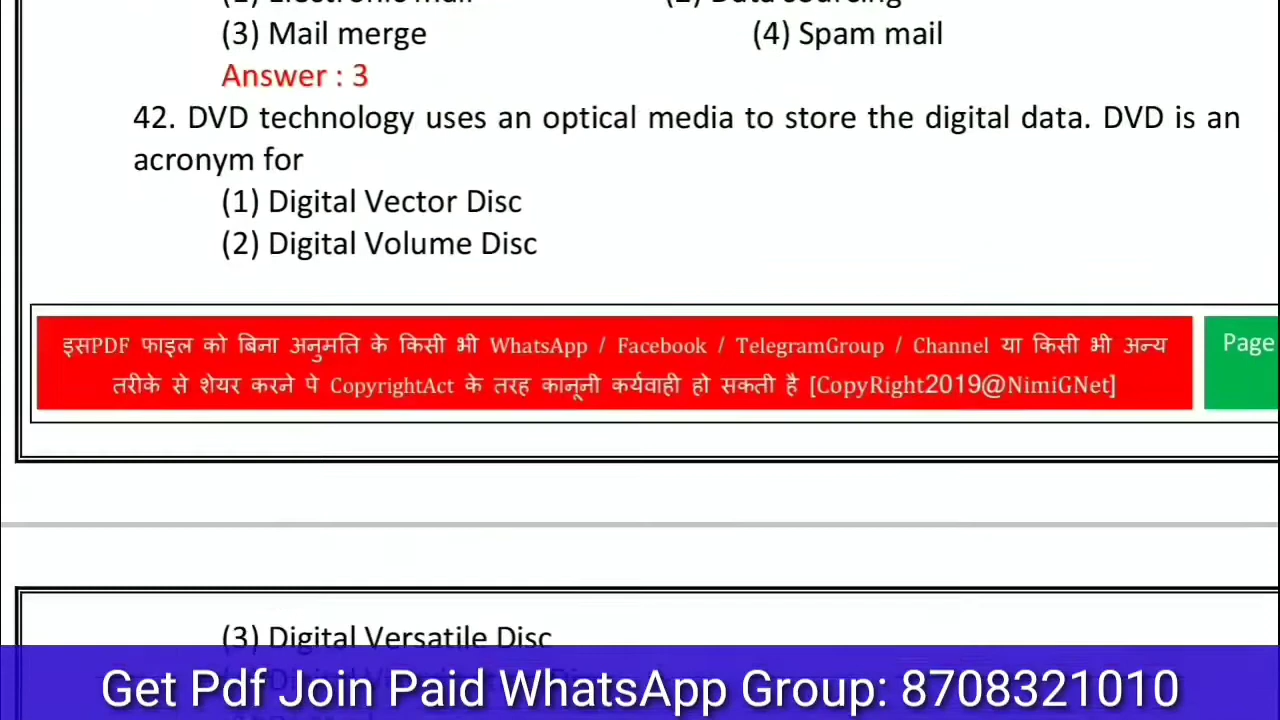 (3) Mail merge (4) Spam mail
Answer : 3
42. DVD technology uses an optical media to store the digital data. DVD is an
acronym for
(1) Digital Vector Disc
(2) Digital Volume Disc
इसPDF फाइल को बिना अनुमति के किसी भी WhatsApp / Facebook / TelegramGroup / Channel या किसी भी अन्य
तरीके से शेयर करने पे CopyrightAct के तरह कानूनी कर्यवाही हो सकती है [CopyRight2019@NimiGNet]
Page
(3) Digital Versatile Disc
Get Pdf Join Paid WhatsApp Group: 8708321010